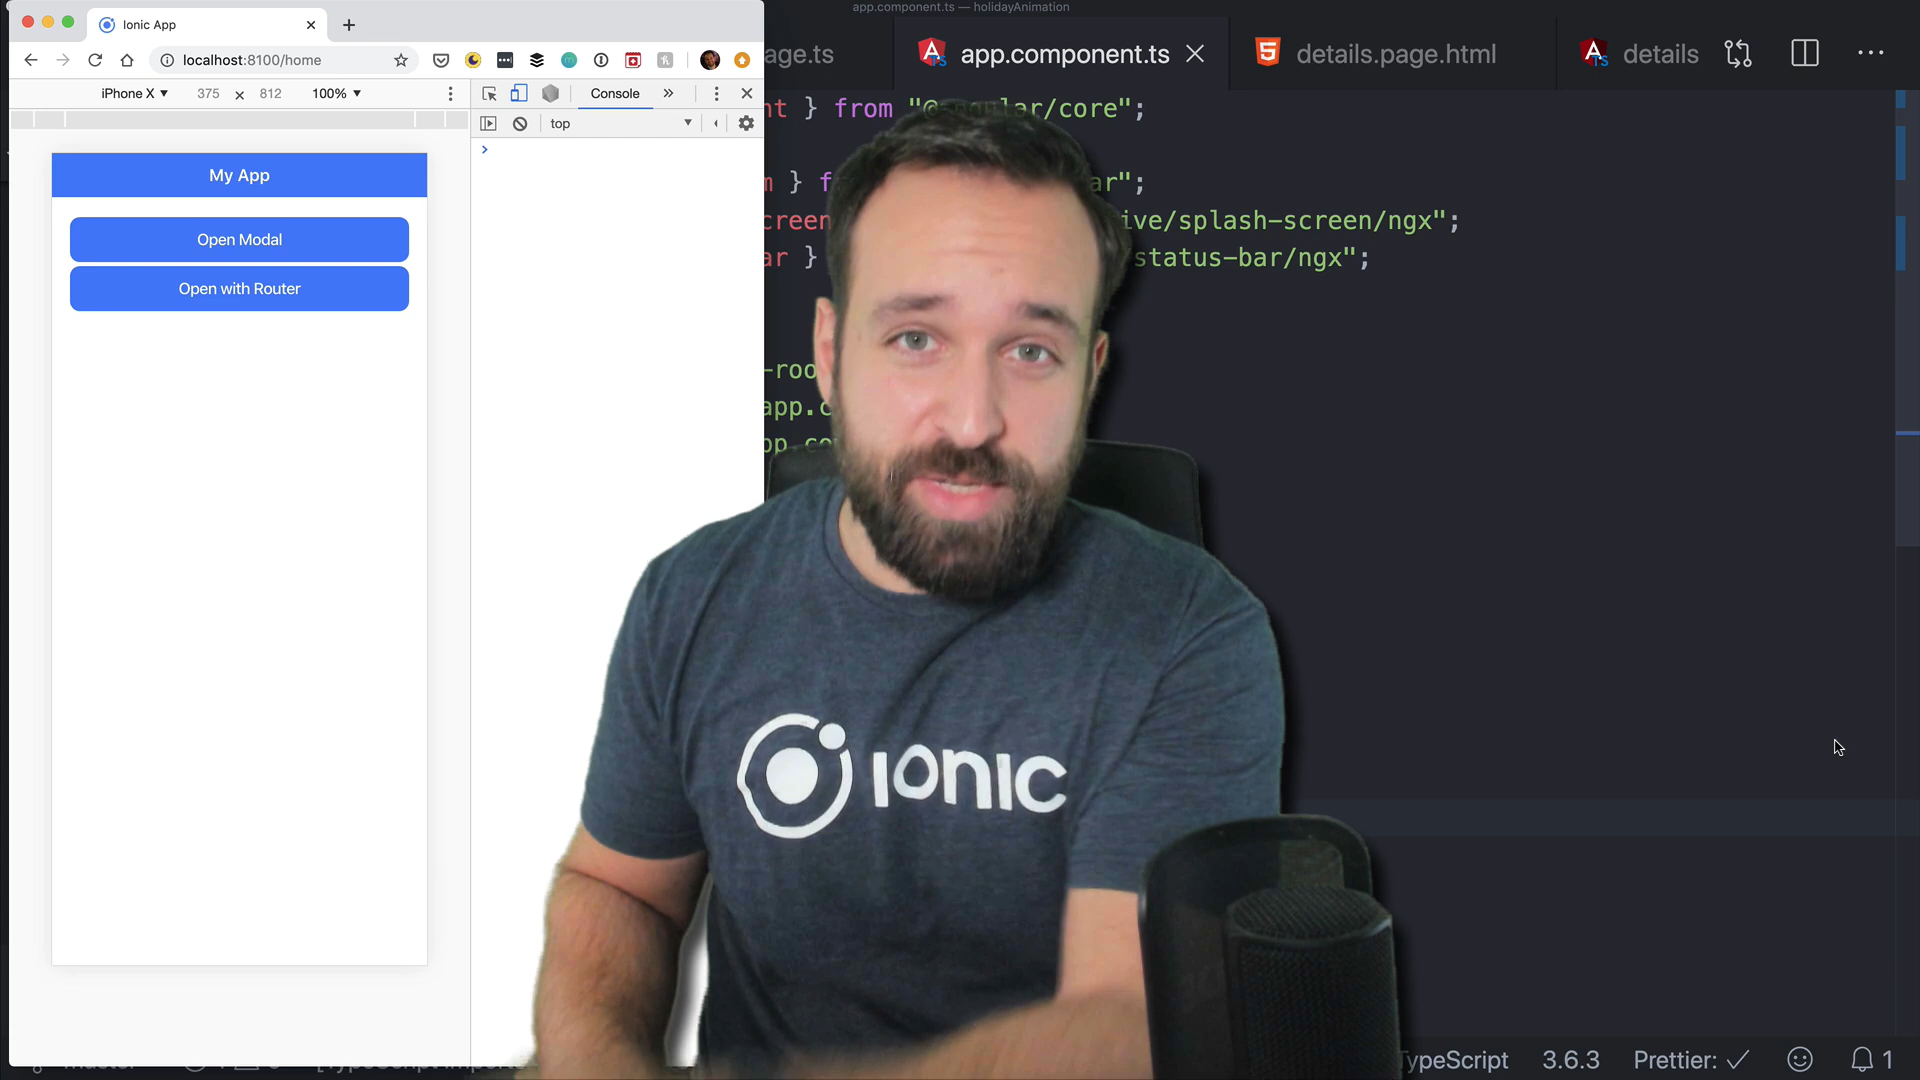 app.component.ts — holidayAnimation
Ionic App
localhost:8100/home
iPhone X ▼ 375 × 812 100% ▼
Console »
top
My App
Open Modal
Open with Router
age.ts
app.component.ts
details.page.html
details
nt } from "@angular/core";
} f ar";
creen ive/splash-screen/ngx";
ar } status-bar/ngx";
-roo
app.c
IONIC
TypeScript 3.6.3 Prettier: ✓ 1